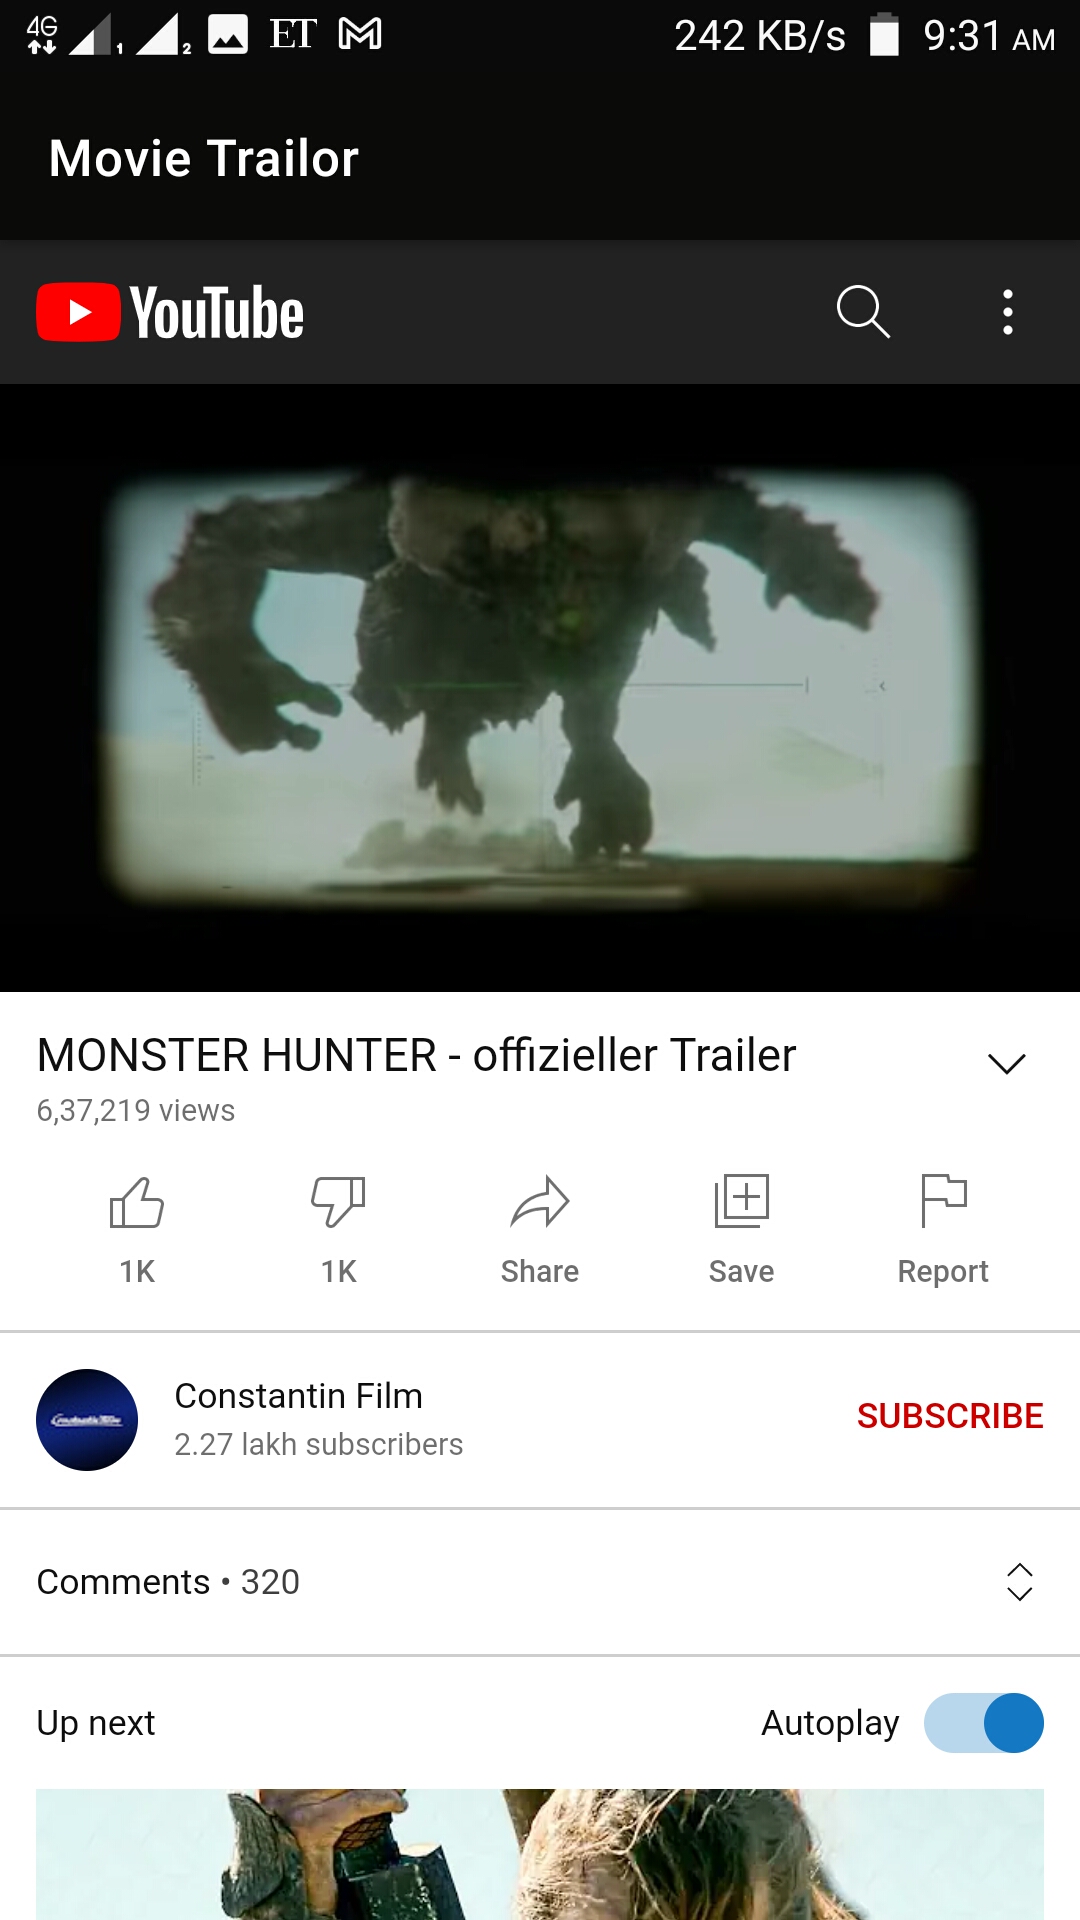 4G 1 2 ET 242 KB/s 9:31 AM
Movie Trailor
YouTube
MONSTER HUNTER - offizieller Trailer
6,37,219 views
1K 1K Share Save Report
Constantin Film
2.27 lakh subscribers
SUBSCRIBE
Comments • 320
Up next Autoplay